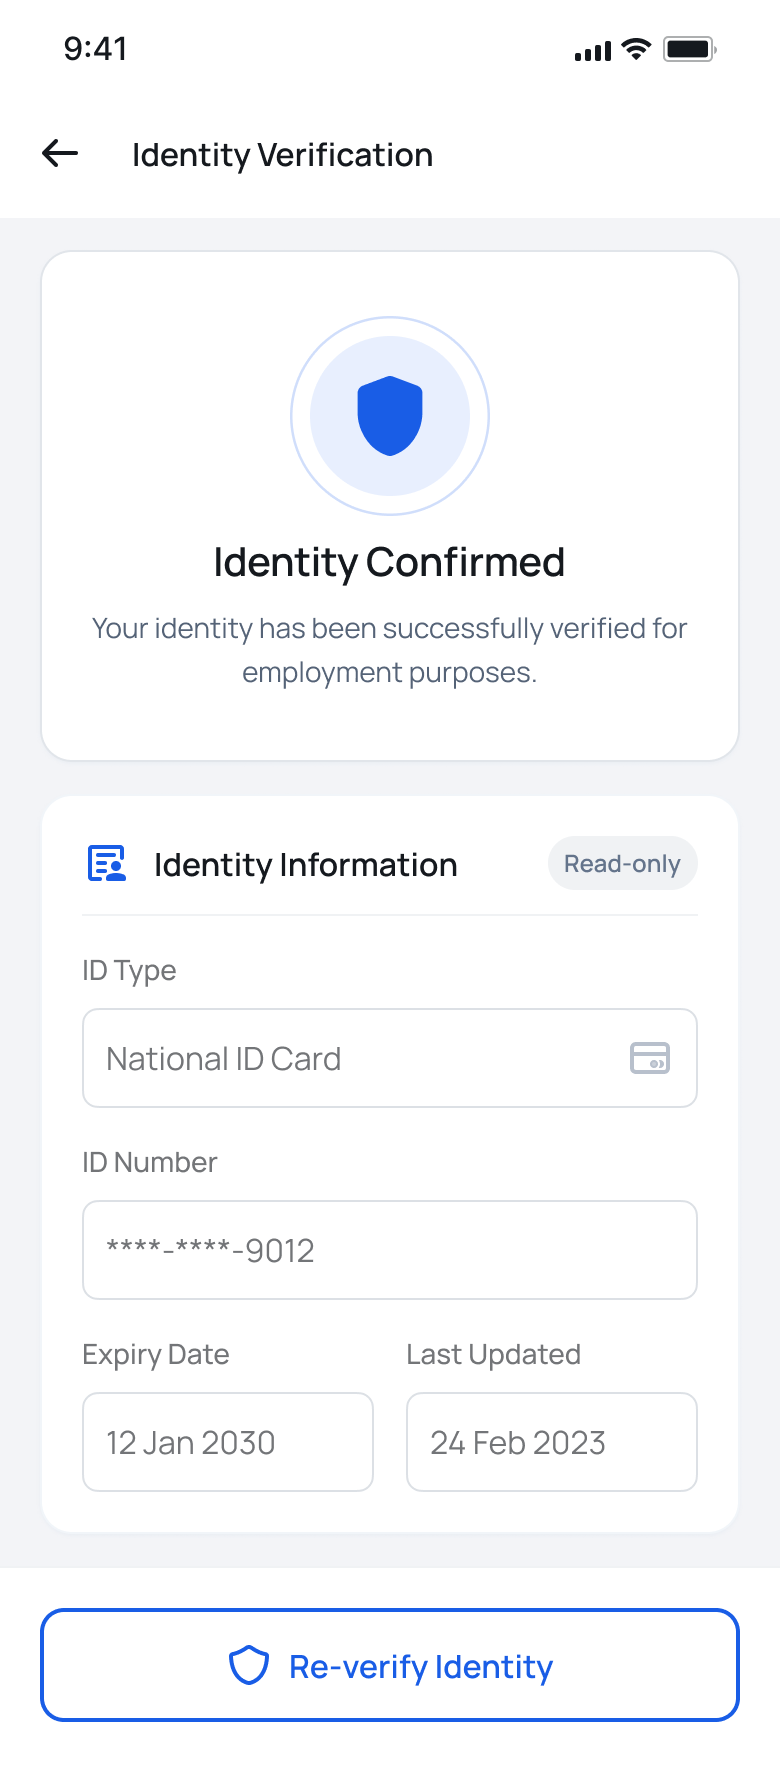 9:41
Identity Verification
Identity Confirmed
Your identity has been successfully verified for
employment purposes.
Identity Information
Read-only
ID Type
National ID Card
ID Number
****-****-9012
Expiry Date
Last Updated
12 Jan 2030
24 Feb 2023
Re-verify Identity